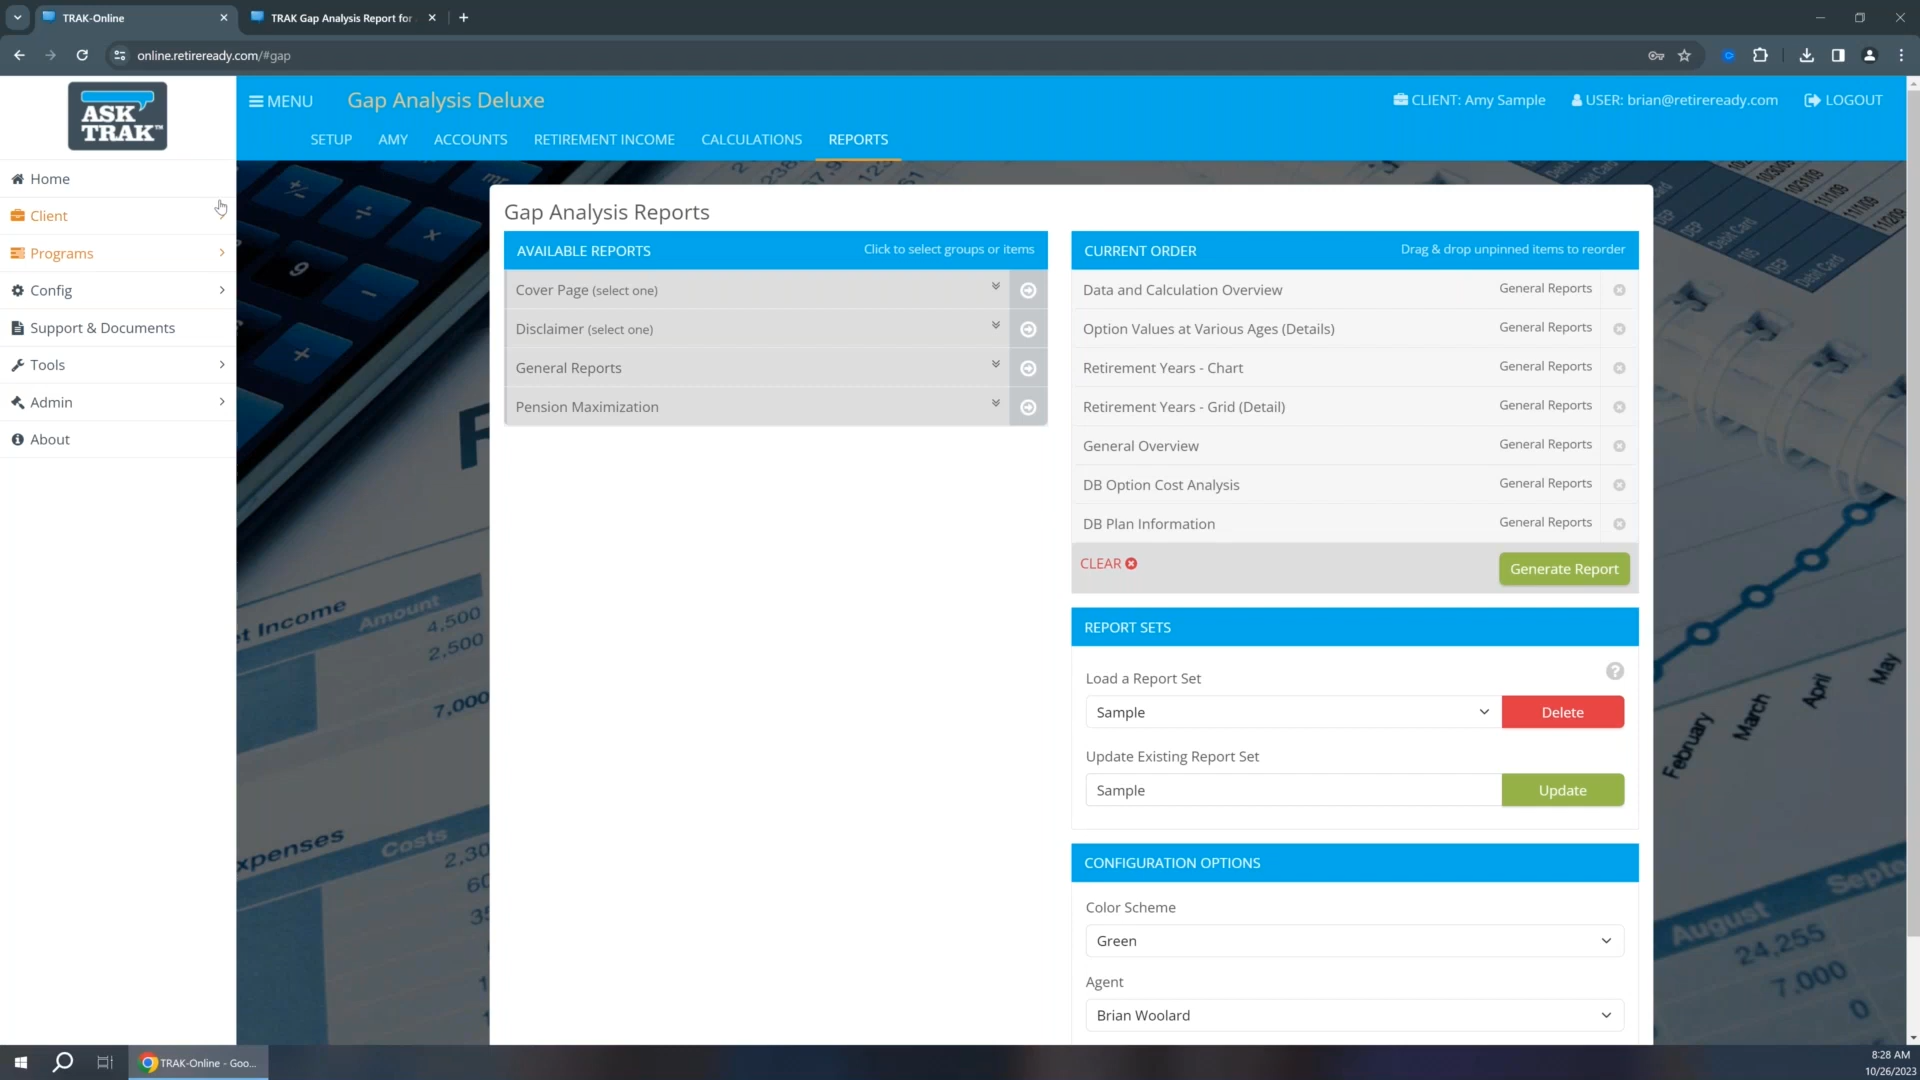 TRAK-Online
TRAK Gap Analysis Report for
online.retireready.com/#gap
ASK
TRAK™
MENU
Gap Analysis Deluxe
CLIENT: Amy Sample
USER: brian@retireready.com
LOGOUT
SETUP
AMY
ACCOUNTS
RETIREMENT INCOME
CALCULATIONS
REPORTS
Home
Client
Programs
Config
Support & Documents
Tools
Admin
About
Gap Analysis Reports
AVAILABLE REPORTS
Click to select groups or items
Cover Page (select one)
Disclaimer (select one)
General Reports
Pension Maximization
CURRENT ORDER
Drag & drop unpinned items to reorder
Data and Calculation Overview
General Reports
Option Values at Various Ages (Details)
General Reports
Retirement Years - Chart
General Reports
Retirement Years - Grid (Detail)
General Reports
General Overview
General Reports
DB Option Cost Analysis
General Reports
DB Plan Information
General Reports
CLEAR
Generate Report
REPORT SETS
?
Load a Report Set
Sample
Delete
Update Existing Report Set
Sample
Update
CONFIGURATION OPTIONS
Color Scheme
Green
Agent
Brian Woolard
et Income
Amount
4,500
2,500
7,000
xpenses
Costs
2,30
60
February
March
April
May
August
Septe
24,255
7,000
0
TRAK-Online - Goo...
8:28 AM
10/26/2023